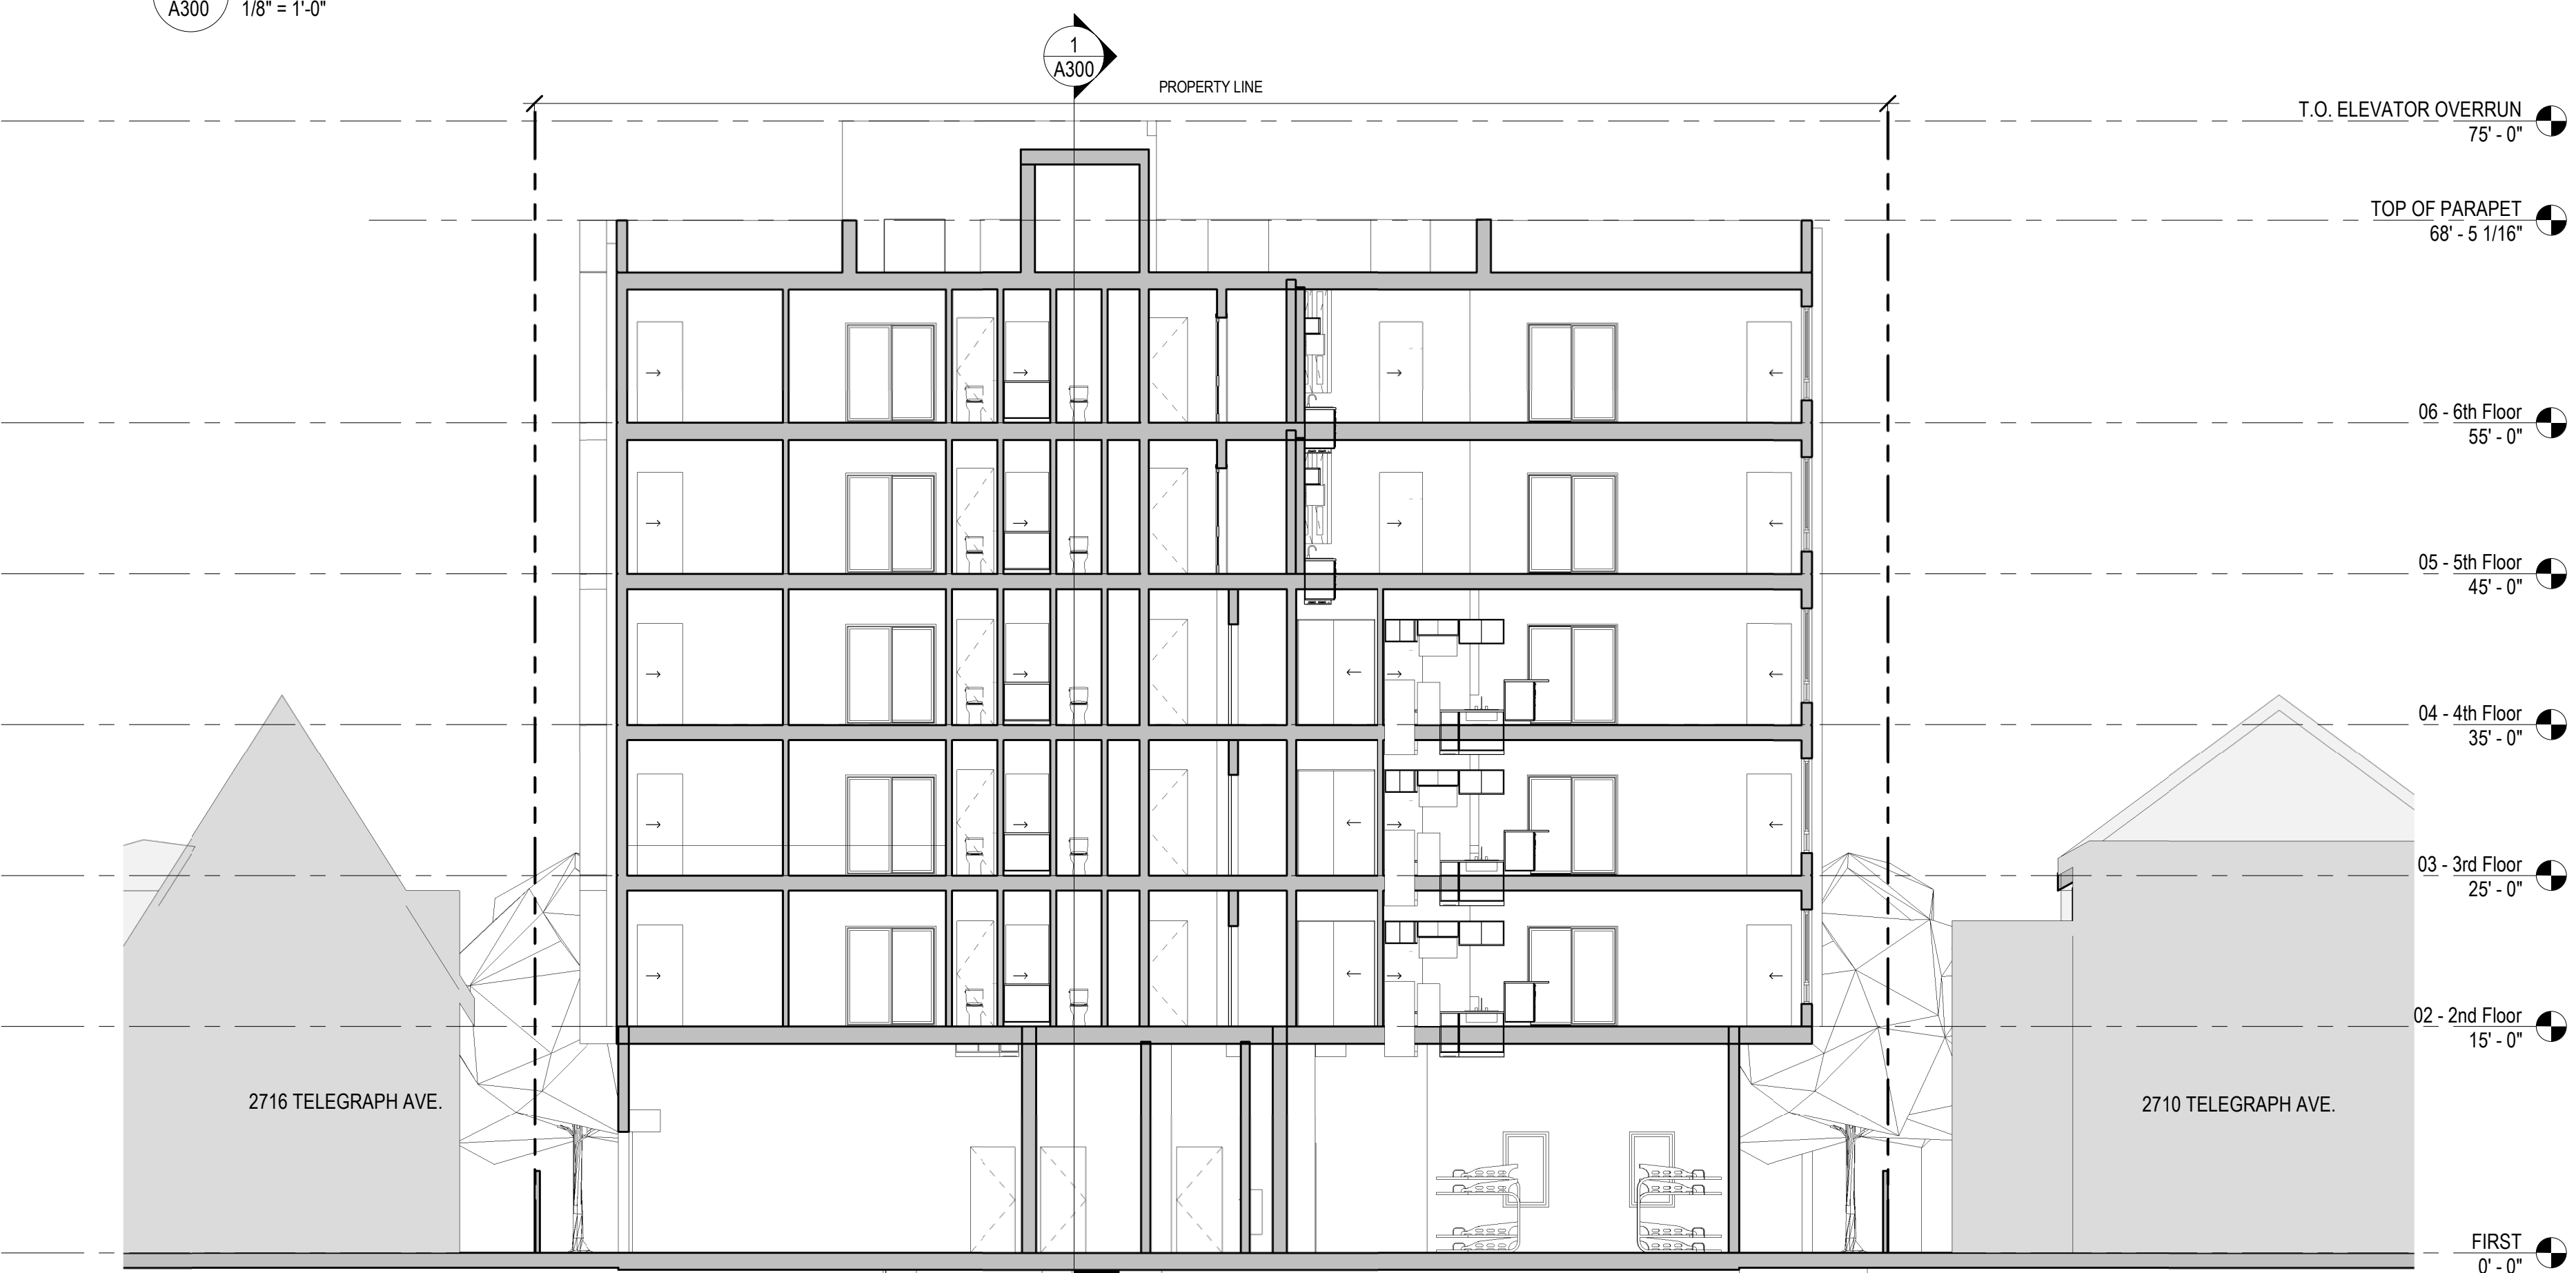 A300
1/8" = 1'-0"
1
A300
PROPERTY LINE
T.O. ELEVATOR OVERRUN
75' - 0"
TOP OF PARAPET
68' - 5 1/16"
06 - 6th Floor
55' - 0"
05 - 5th Floor
45' - 0"
04 - 4th Floor
35' - 0"
03 - 3rd Floor
25' - 0"
02 - 2nd Floor
15' - 0"
2716 TELEGRAPH AVE.
2710 TELEGRAPH AVE.
FIRST
0' - 0"